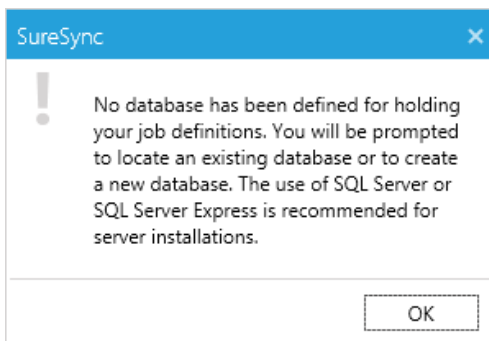 SureSync
No database has been defined for holding
your job definitions. You will be prompted
to locate an existing database or to create
a new database. The use of SQL Server or
SQL Server Express is recommended for
server installations.
OK